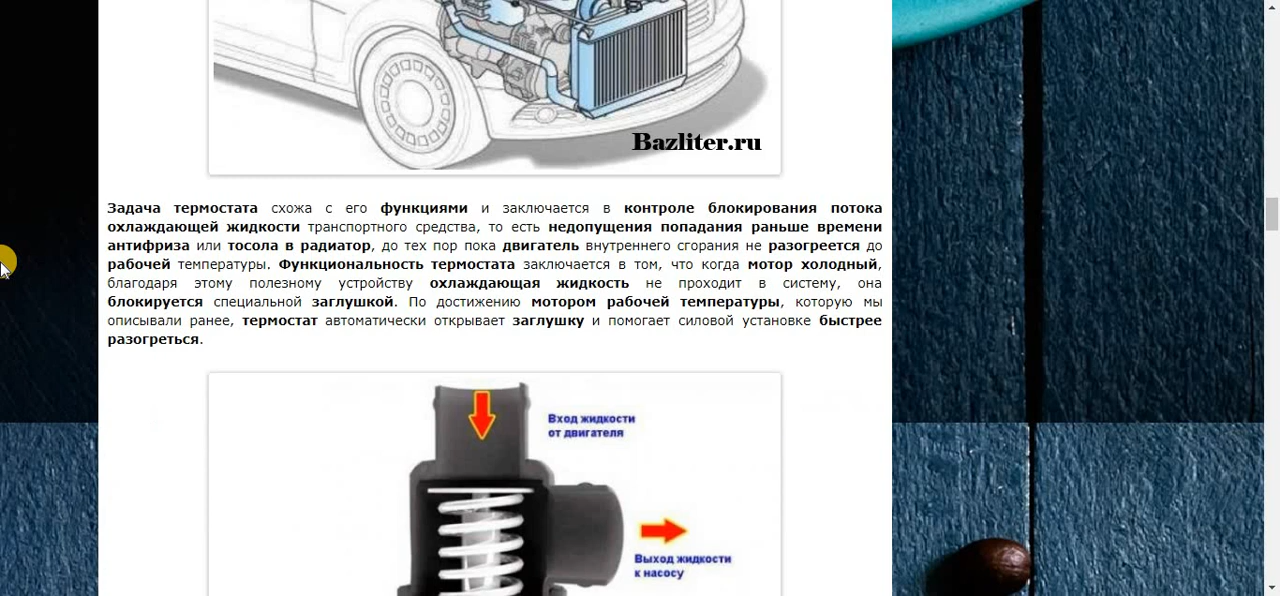 Bazliter.ru
Задача термостата схожа с его функциями и заключается в контроле блокирования потока
охлаждающей жидкости транспортного средства, то есть недопущения попадания раньше времени
антифриза или тосола в радиатор, до тех пор пока двигатель внутреннего сгорания не разогреется до
рабочей температуры. Функциональность термостата заключается в том, что когда мотор холодный,
благодаря этому полезному устройству охлаждающая жидкость не проходит в систему, она
блокируется специальной заглушкой. По достижению мотором рабочей температуры, которую мы
описывали ранее, термостат автоматически открывает заглушку и помогает силовой установке быстрее
разогреться.
Вход жидкости
от двигателя
Выход жидкости
к насосу